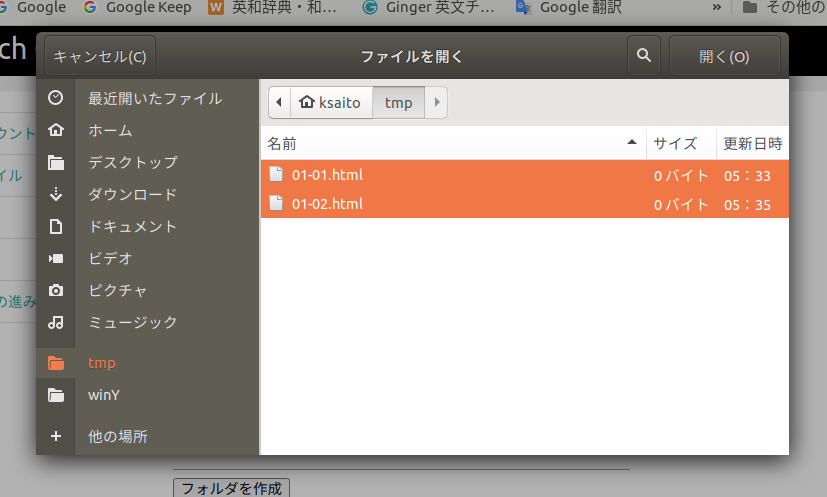 Google Google Keep 英和辞典・和… Ginger 英文チ… Google 翻訳 » その他の
ch
キャンセル(C) ファイルを開く 開く(O)
最近開いたファイル
ksaito tmp
ホーム
ウント
名前 サイズ 更新日時
デスクトップ
イル
01-01.html 0 バイト 05：33
ダウンロード
01-02.html 0 バイト 05：35
ドキュメント
ビデオ
ピクチャ
の進み
ミュージック
tmp
winY
他の場所
フォルダを作成